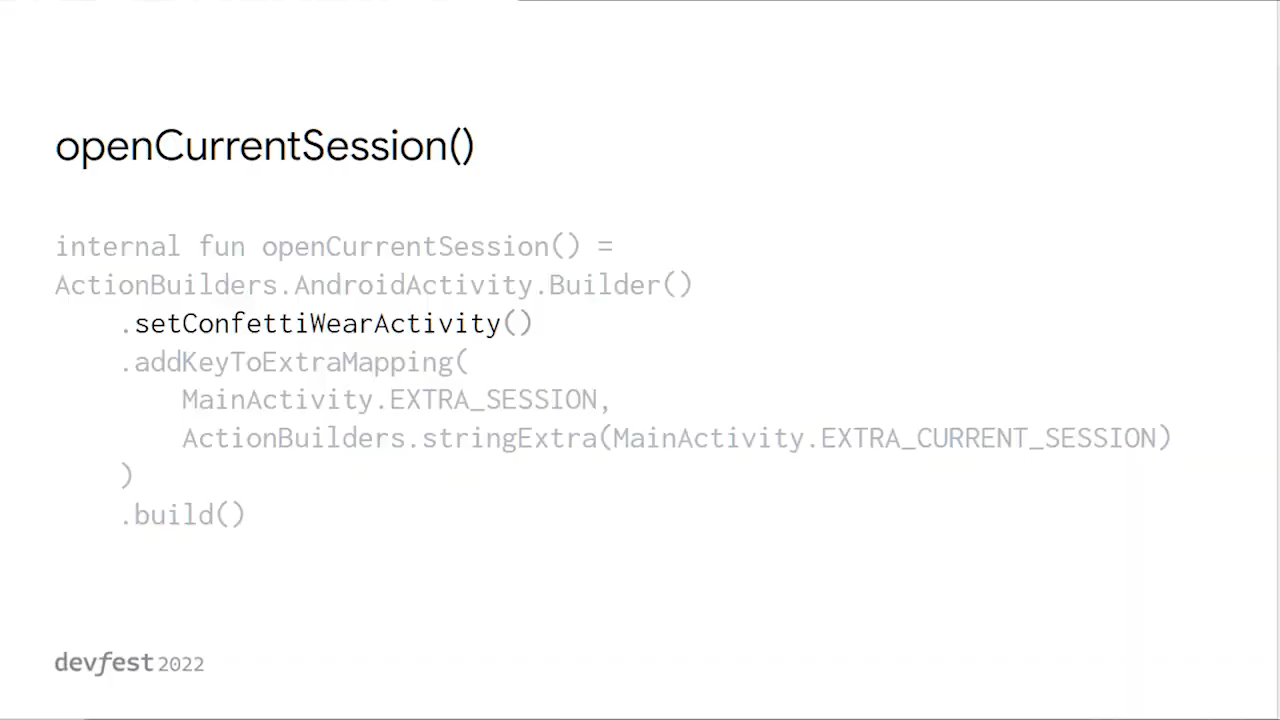 openCurrentSession()
internal fun openCurrentSession() =
ActionBuilders.AndroidActivity.Builder()
    .setConfettiWearActivity()
    .addKeyToExtraMapping(
        MainActivity.EXTRA_SESSION,
        ActionBuilders.stringExtra(MainActivity.EXTRA_CURRENT_SESSION)
    )
    .build()
devfest 2022